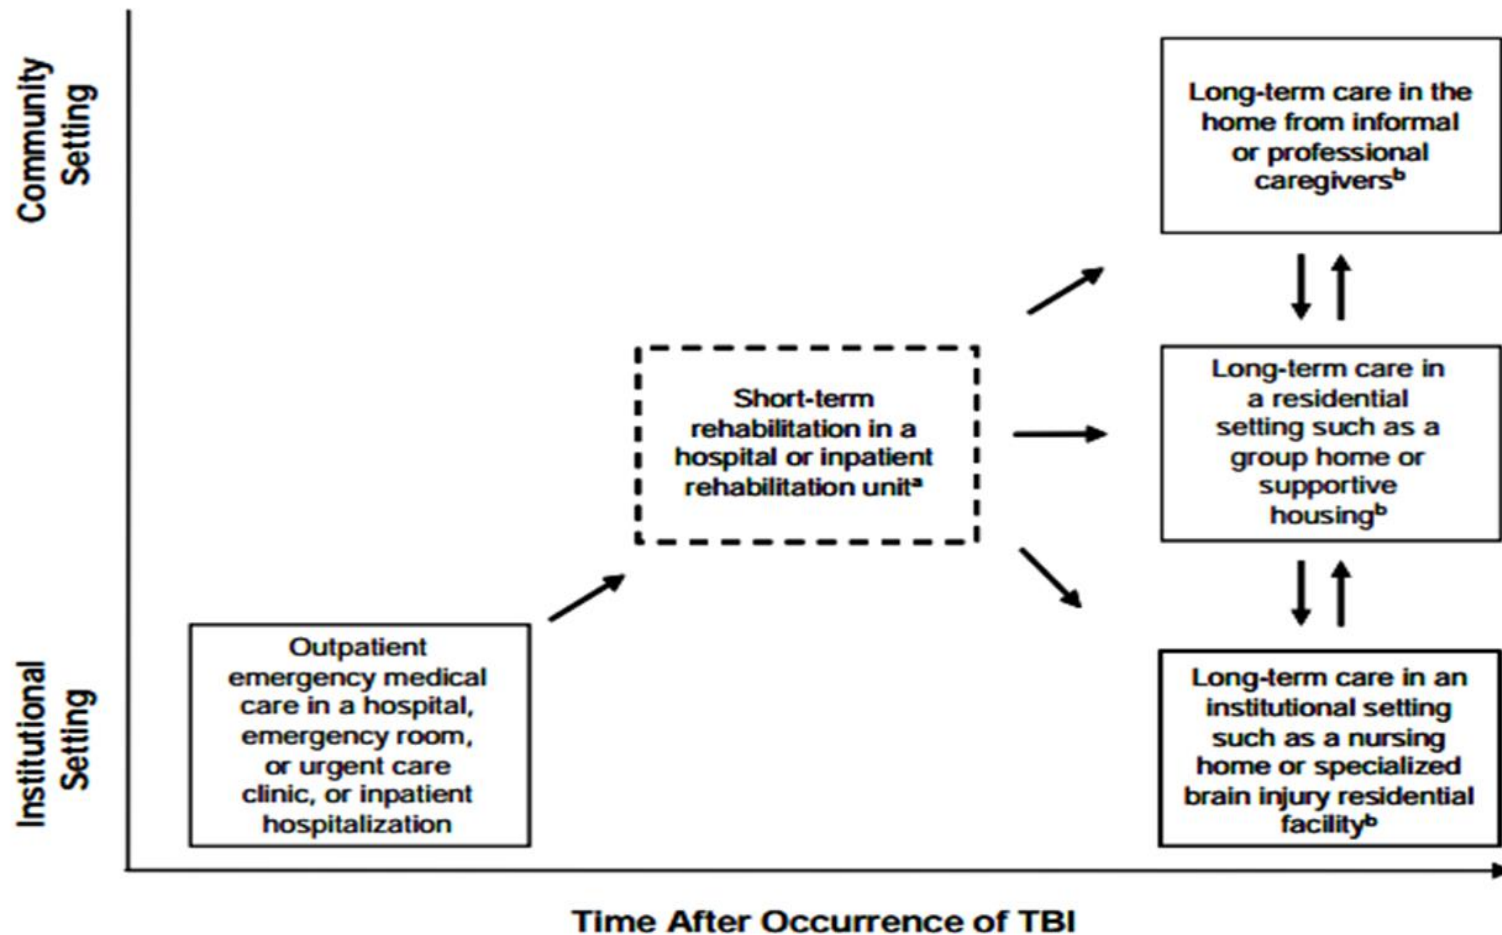 Community
Setting
Long-term care in the
home from informal
or professional
caregiversᵇ
Short-term
rehabilitation in a
hospital or inpatient
rehabilitation unitᵃ
Long-term care in
a residential
setting such as a
group home or
supportive
housingᵇ
Institutional
Setting
Outpatient
emergency medical
care in a hospital,
emergency room,
or urgent care
clinic, or inpatient
hospitalization
Long-term care in an
institutional setting
such as a nursing
home or specialized
brain injury residential
facilityᵇ
Time After Occurrence of TBI